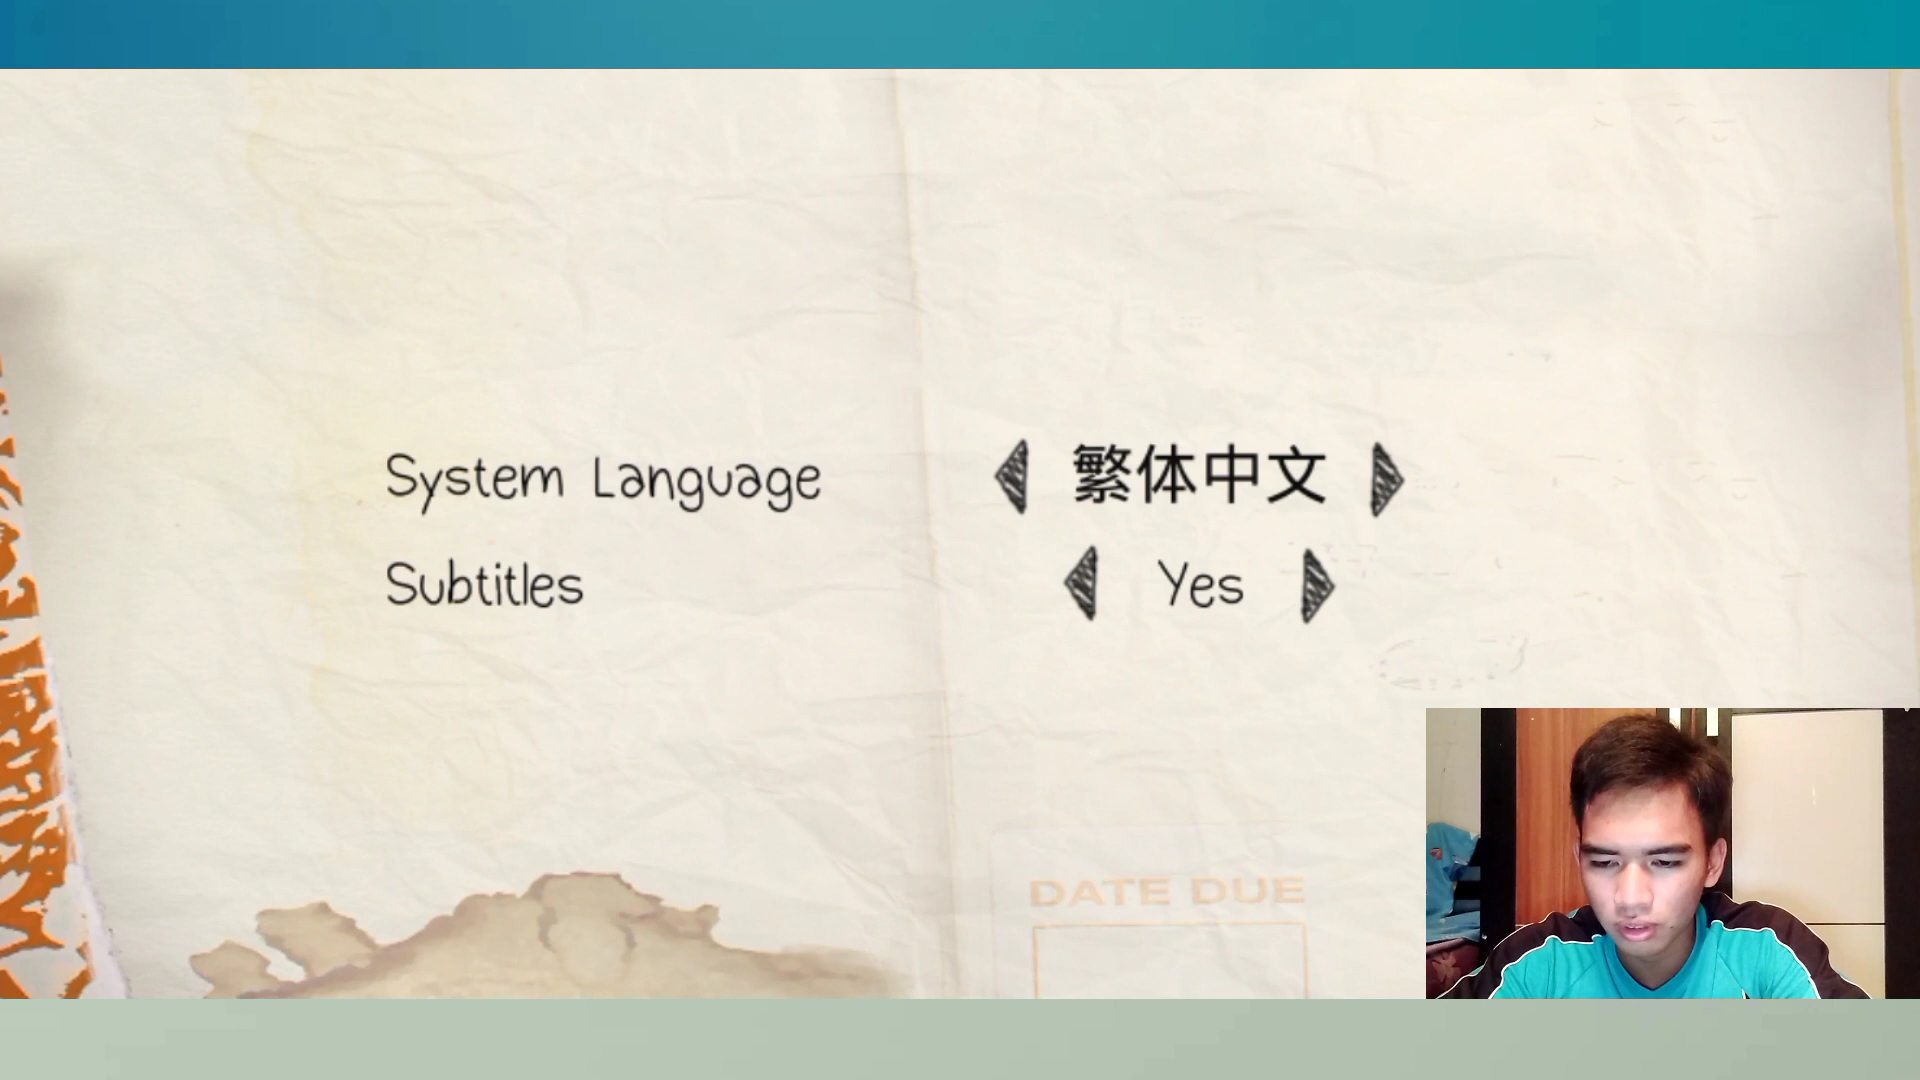 System Language 繁体中文
Subtitles Yes
DATE DUE